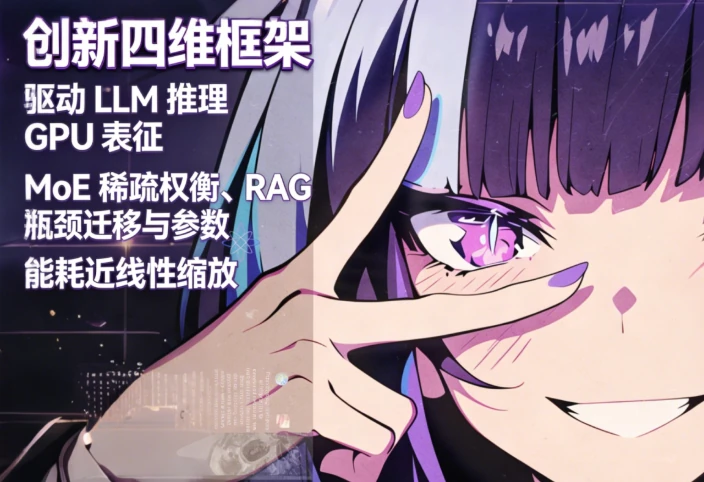 创新四维框架
驱动 LLM 推理
GPU 表征
MoE 稀疏权衡、RAG
瓶颈迁移与参数
能耗近线性缩放